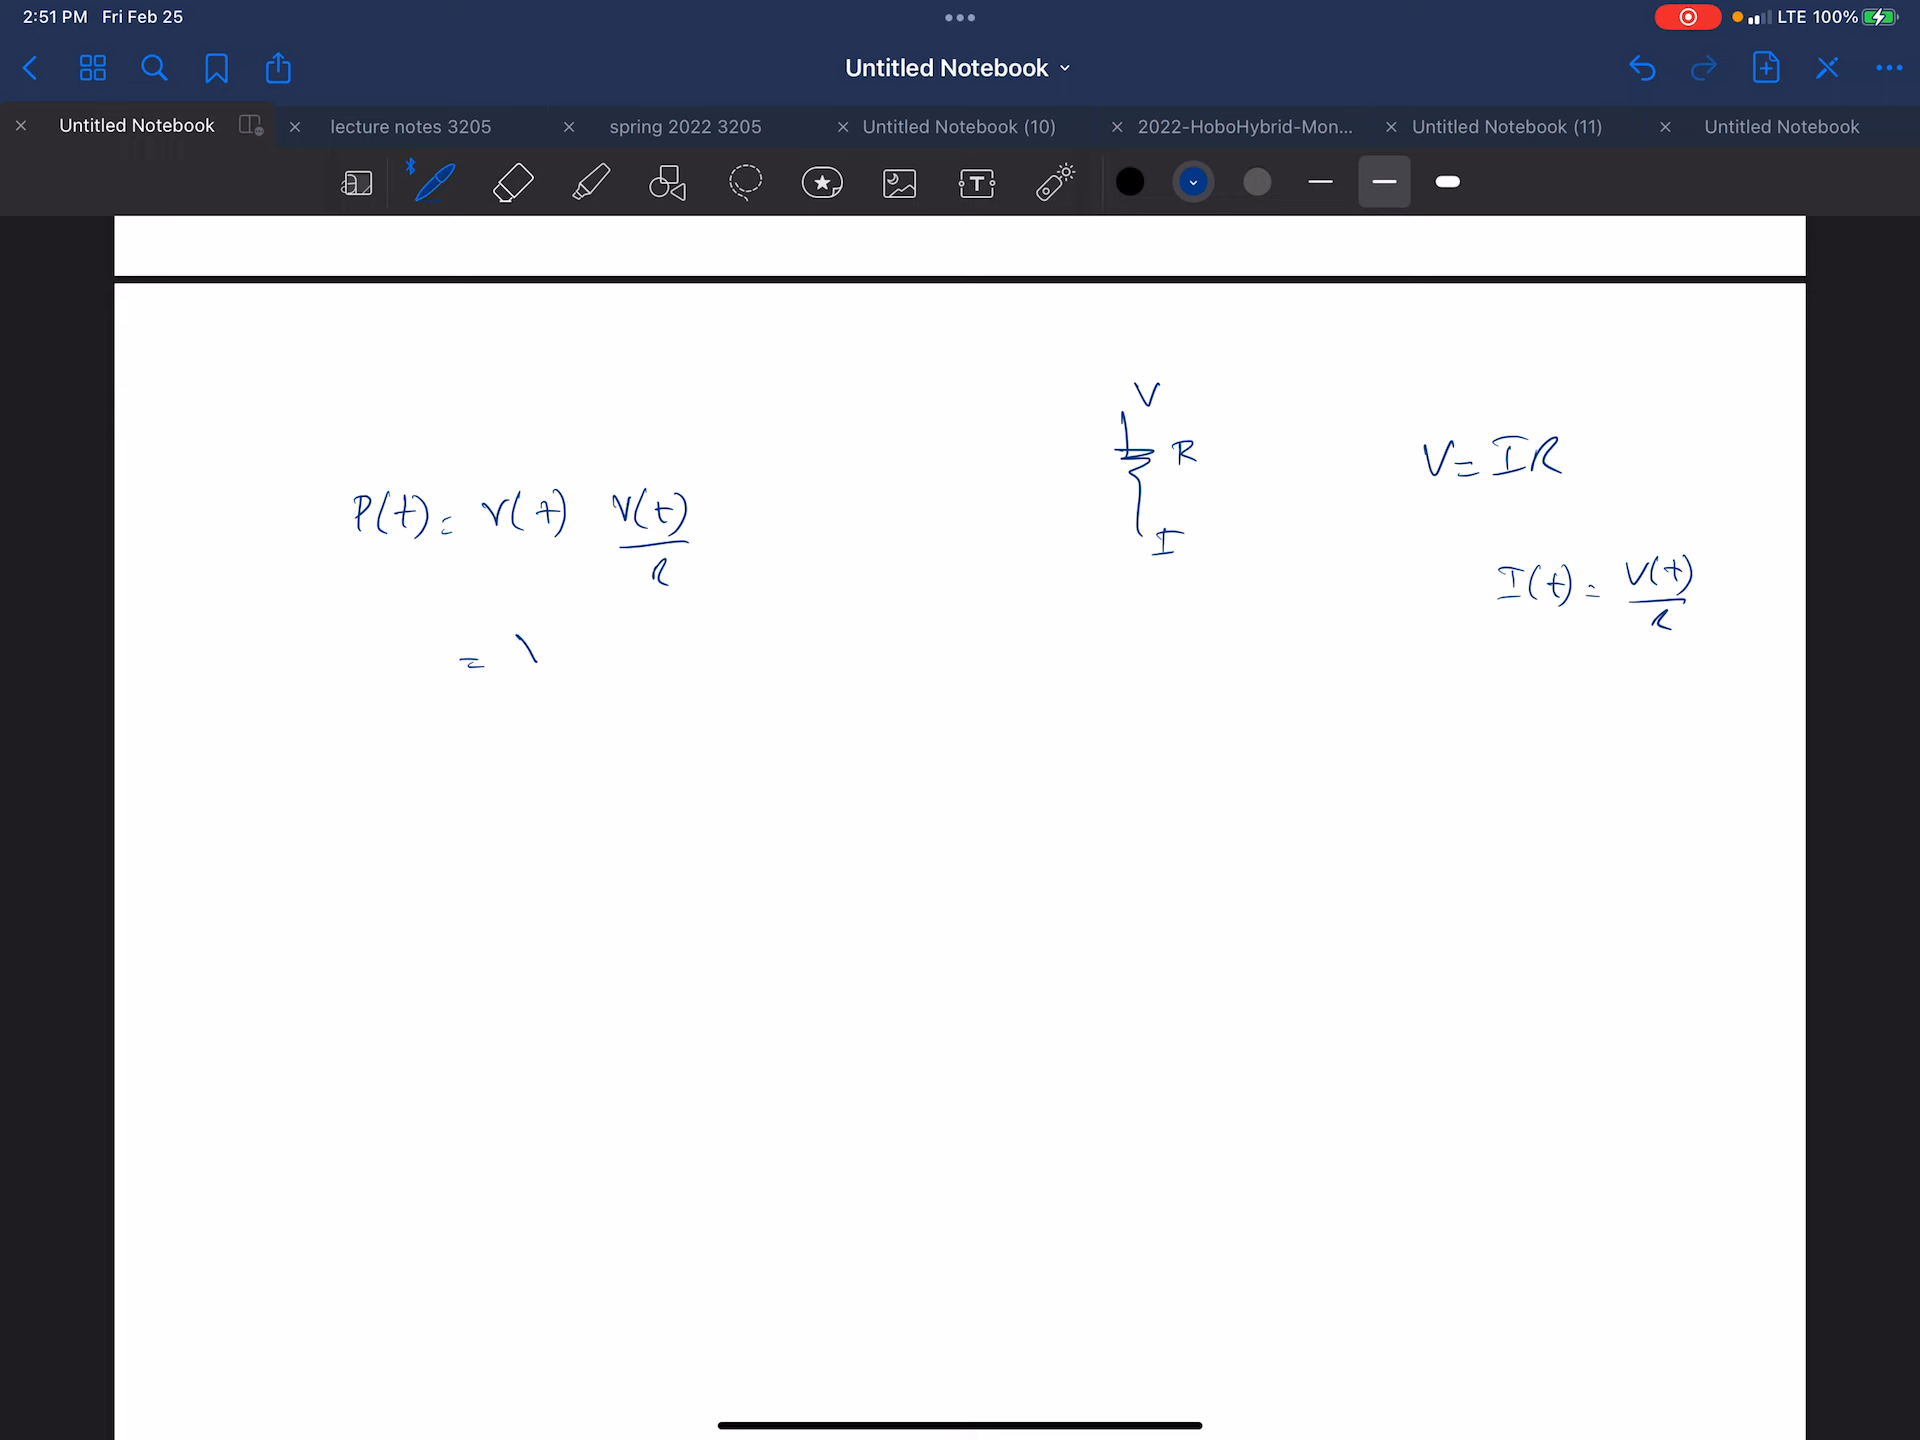 2:51 PM Fri Feb 25
LTE 100%
Untitled Notebook
Untitled Notebook
lecture notes 3205
spring 2022 3205
Untitled Notebook (10)
2022-HoboHybrid-Mon...
Untitled Notebook (11)
Untitled Notebook
T
V
R
I
V = IR
P(t) = V(t) V(t)/R
I(t) = V(t)/R
=